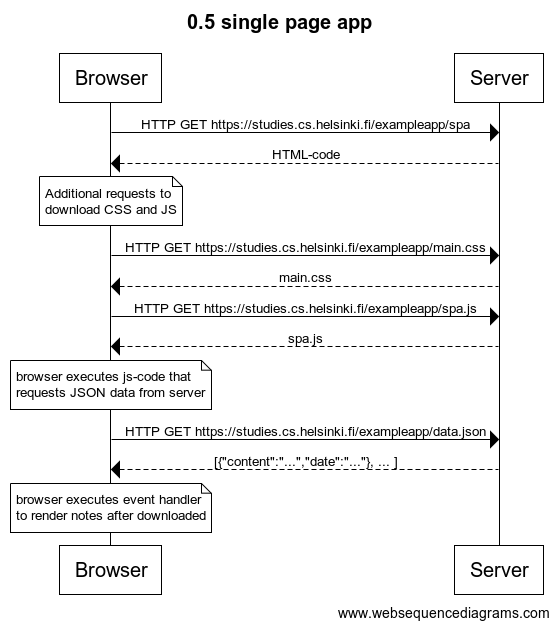 0.5 single page app
Browser
Server
HTTP GET https://studies.cs.helsinki.fi/exampleapp/spa
HTML-code
Additional requests to
download CSS and JS
HTTP GET https://studies.cs.helsinki.fi/exampleapp/main.css
main.css
HTTP GET https://studies.cs.helsinki.fi/exampleapp/spa.js
spa.js
browser executes js-code that
requests JSON data from server
HTTP GET https://studies.cs.helsinki.fi/exampleapp/data.json
[{"content":"...","date":"..."}, ... ]
browser executes event handler
to render notes after downloaded
Browser
Server
www.websequencediagrams.com